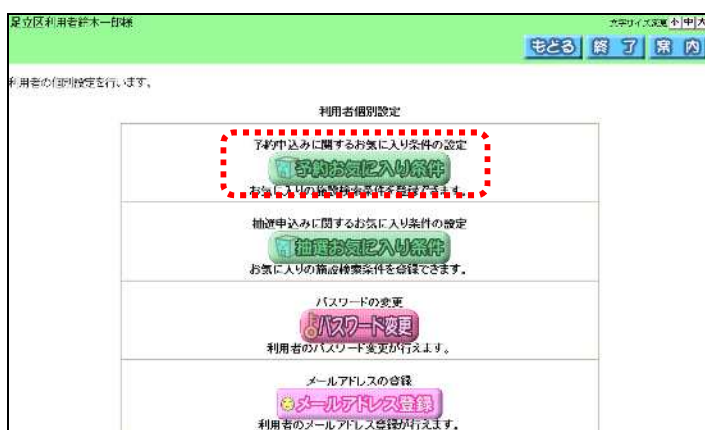 足立区利用者鈴木一郎様
文字サイズ変更 小 中 大
もどる 終了 案内
利用者の個別設定を行います。
利用者個別設定
予約申込みに関するお気に入り条件の設定
予約お気に入り条件
お気に入りの施設検索条件を登録できます。
抽選申込みに関するお気に入り条件の設定
抽選お気に入り条件
お気に入りの施設検索条件を登録できます。
パスワードの変更
パスワード変更
利用者のパスワード変更が行えます。
メールアドレスの登録
メールアドレス登録
利用者のメールアドレス登録が行えます。